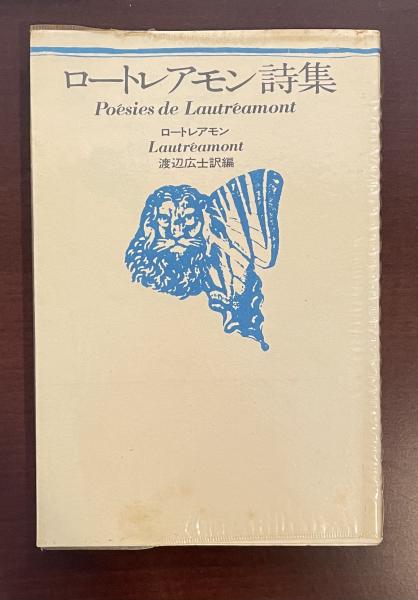 ロートレアモン詩集
Poésies de Lautréamont
ロートレアモン
Lautréamont
渡辺広士訳編